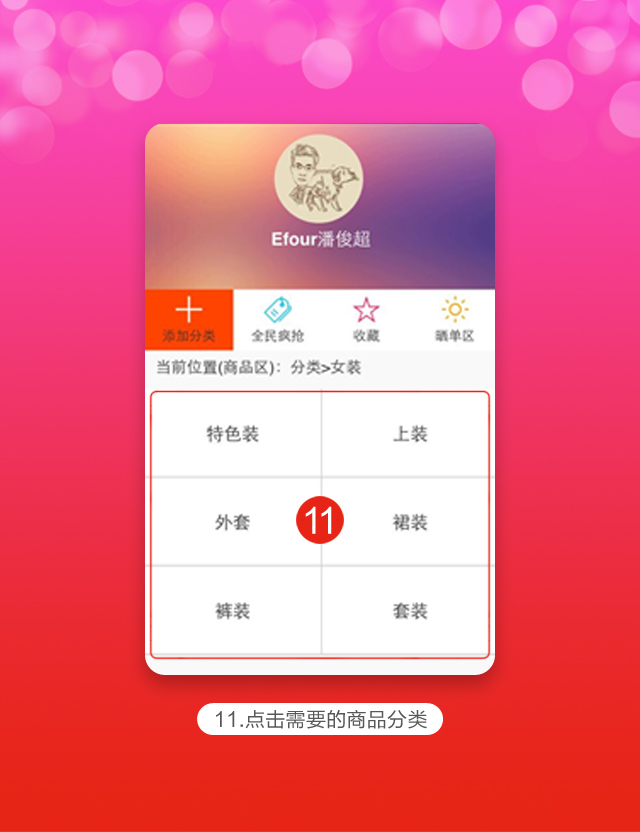 Efour潘俊超
添加分类 全民疯抢 收藏 晒单区
当前位置(商品区)：分类>女装
特色装 上装
外套 11 裙装
裤装 套装
11.点击需要的商品分类